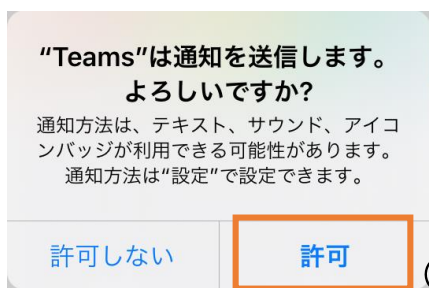 “Teams”は通知を送信します。
よろしいですか?
通知方法は、テキスト、サウンド、アイコ
ンバッジが利用できる可能性があります。
通知方法は“設定”で設定できます。
許可しない
許可